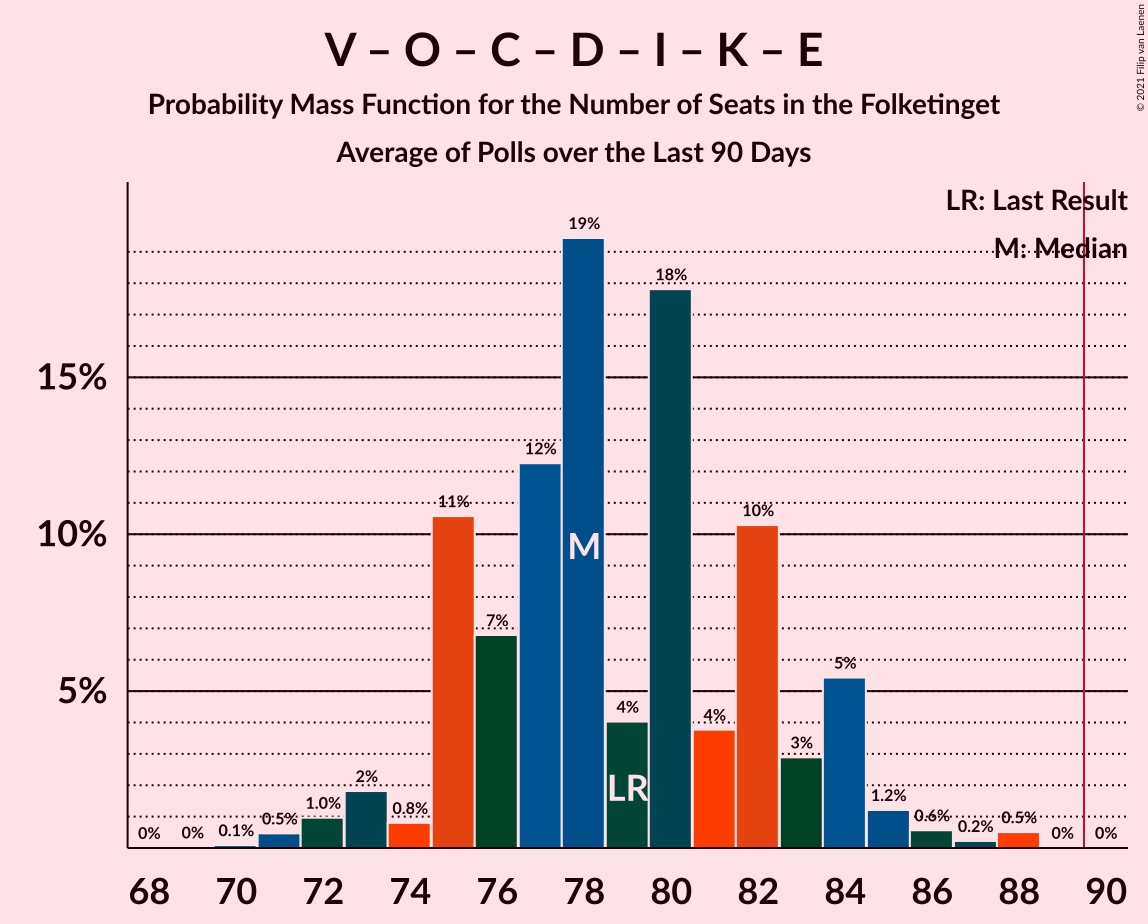 V – O – C – D – I – K – E
Probability Mass Function for the Number of Seats in the Folketinget
Average of Polls over the Last 90 Days
© 2021 Filip van Laenen
LR: Last Result
M: Median
19%
18%
15%
12%
11%
10%
10%
M
7%
5%
5%
4%
4%
3%
LR
2%
1.2%
1.0%
0.8%
0.6%
0.5%
0.5%
0.2%
0.1%
0%
0%
0%
0%
68 70 72 74 76 78 80 82 84 86 88 90